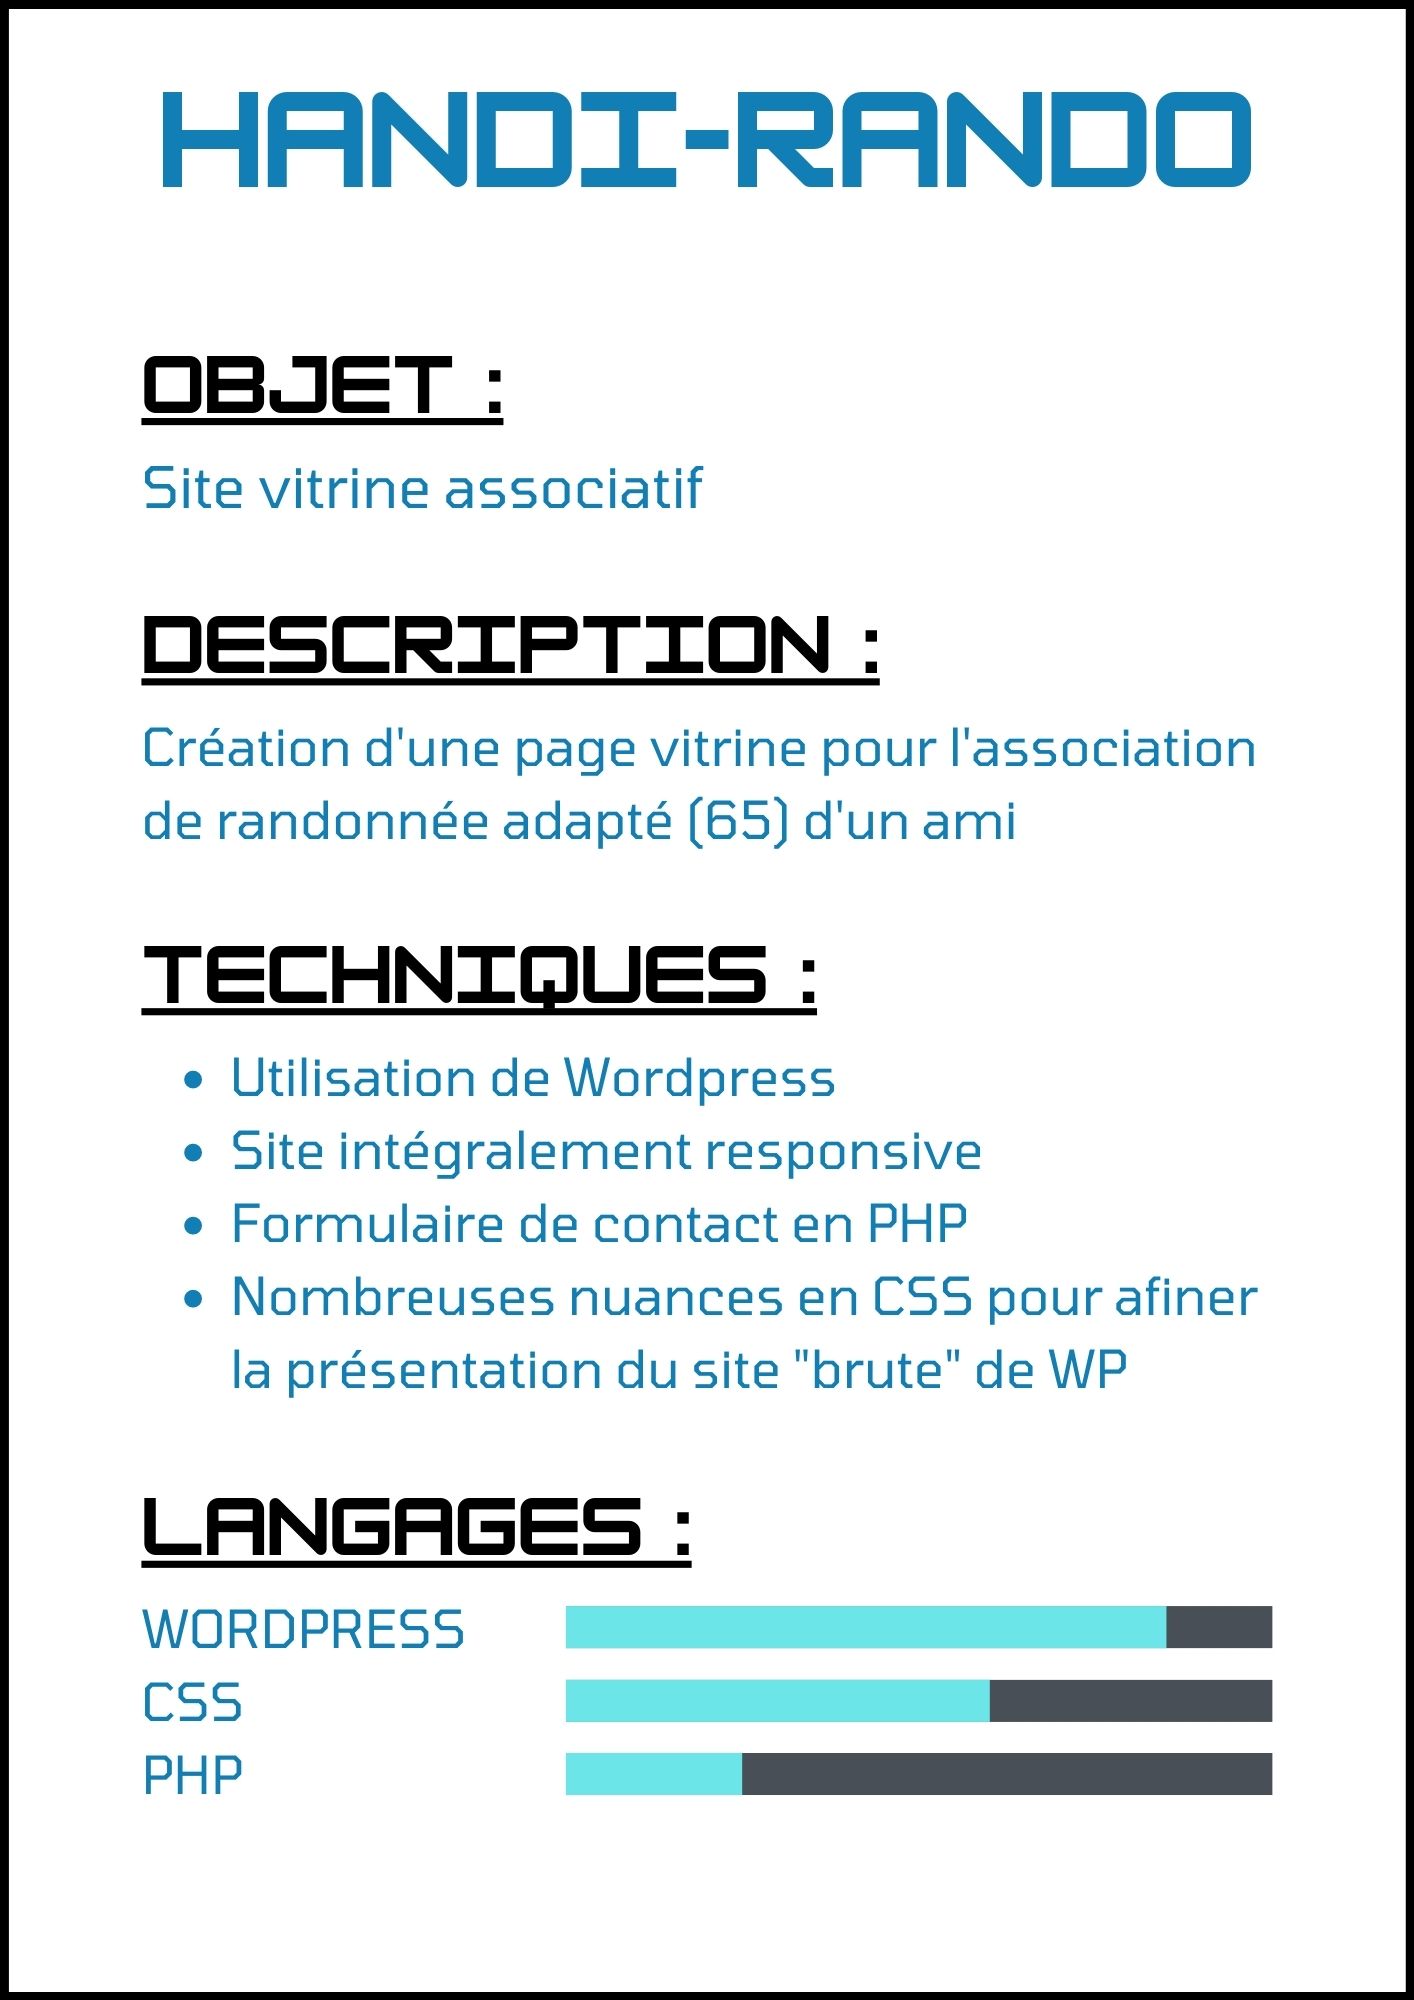 HANDI-RANDO
OBJET :
Site vitrine associatif
DESCRIPTION :
Création d'une page vitrine pour l'association
de randonnée adapté (65) d'un ami
TECHNIQUES :
• Utilisation de Wordpress
• Site intégralement responsive
• Formulaire de contact en PHP
• Nombreuses nuances en CSS pour afiner
la présentation du site "brute" de WP
LANGAGES :
WORDPRESS
CSS
PHP